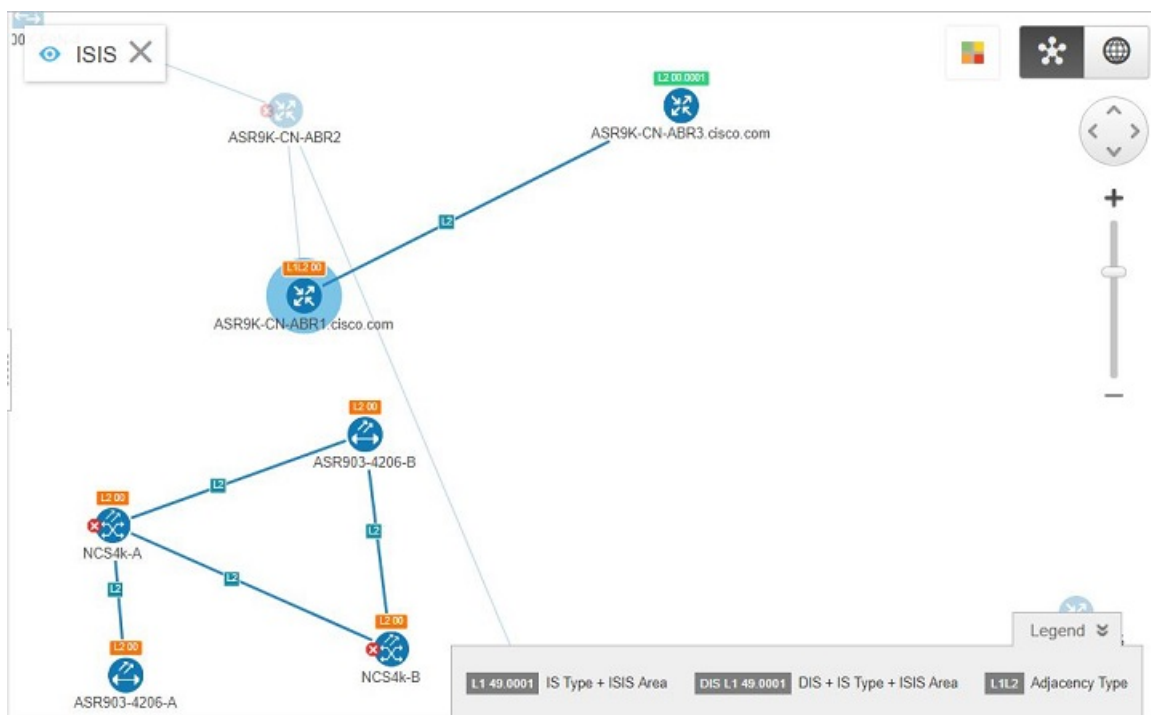 00
ISIS
L2 00.0001
ASR9K-CN-ABR2
ASR9K-CN-ABR3.cisco.com
L2
L1L2 00
ASR9K-CN-ABR1.cisco.com
L2 00
ASR903-4206-B
L2
L2 00
L2
NCS4k-A
L2
L2
L2 00
L2 00
NCS4k-B
ASR903-4206-A
Legend
L1 49.0001 IS Type + ISIS Area
DIS L1 49.0001 DIS + IS Type + ISIS Area
L1L2 Adjacency Type